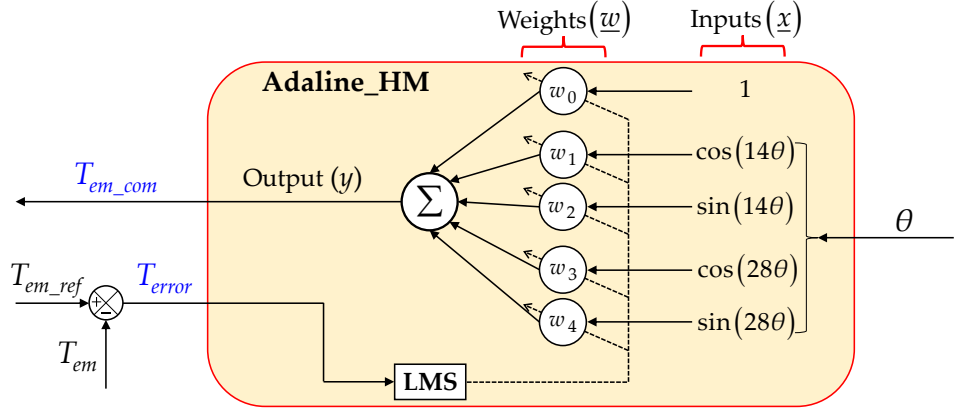 Weights (w) Inputs (x)
Adaline_HM
w₀ 1
w₁ cos(14θ)
T_em_com Output (y) Σ w₂ sin(14θ)
θ
T_em_ref + − T_error w₃ cos(28θ)
w₄ sin(28θ)
T_em
LMS